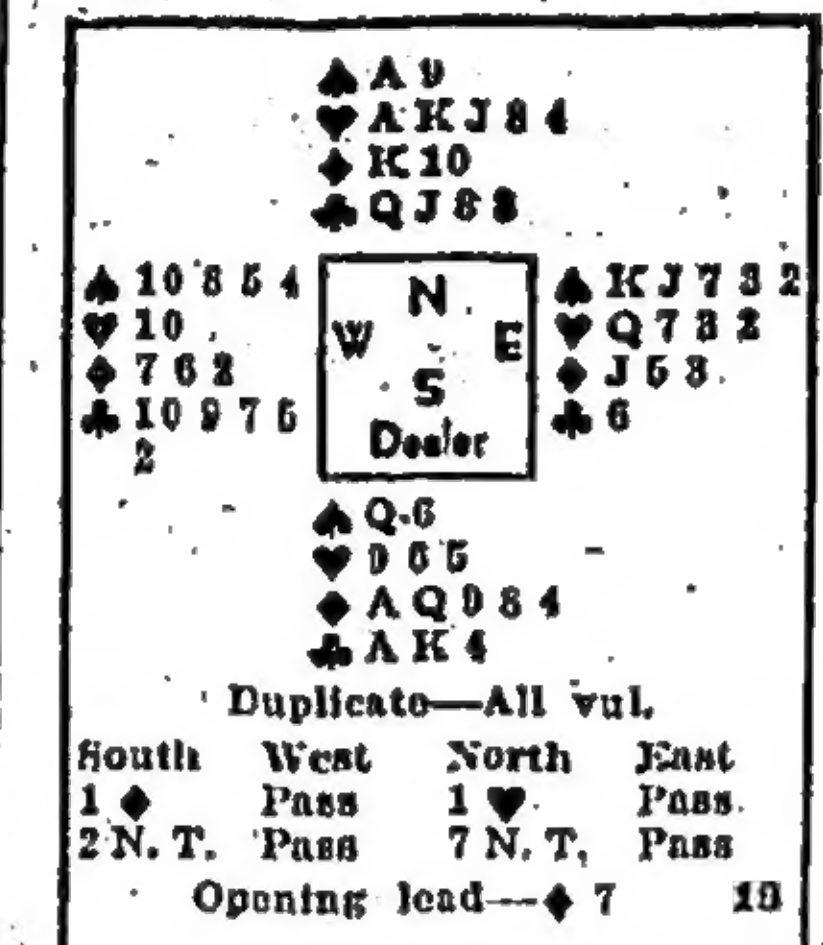 ♠ A 9
♥ A K J 8 4
♦ K 10
♣ Q J 8 3
♠ 10 8 5 4
♥ 10
♦ 7 6 2
♣ 10 9 7 5
2
N
W E
S
Dealer
♠ K J 7 3 2
♥ Q 7 3 2
♦ J 5 3
♣ 6
♠ Q 6
♥ 9 6 5
♦ A Q 9 8 4
♣ A K 4
Duplicate—All vul.
South West North East
1 ♦ Pass 1 ♥ Pass
2 N. T. Pass 7 N. T. Pass
Opening lead—♦ 7 19